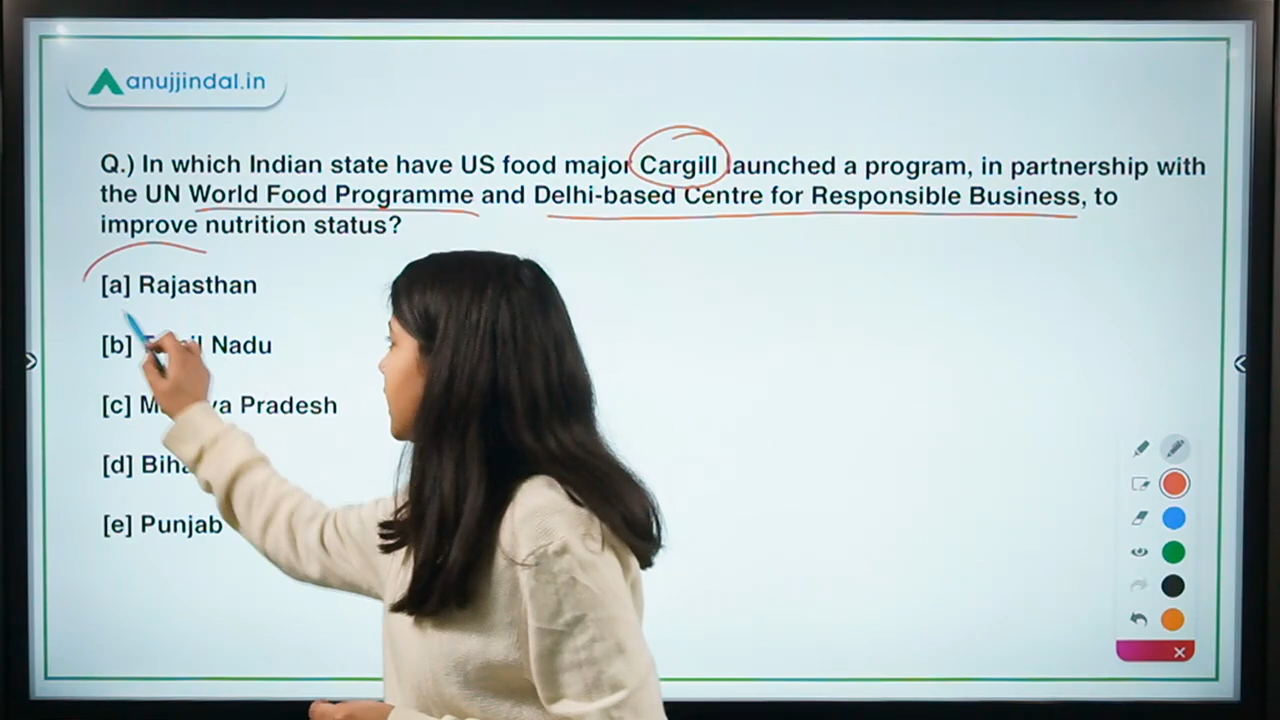 anujjindal.in
Q.) In which Indian state have US food major Cargill launched a program, in partnership with
the UN World Food Programme and Delhi-based Centre for Responsible Business, to
improve nutrition status?
[a] Rajasthan
[b] Nadu
[c] Pradesh
[d]
[e] Punjab